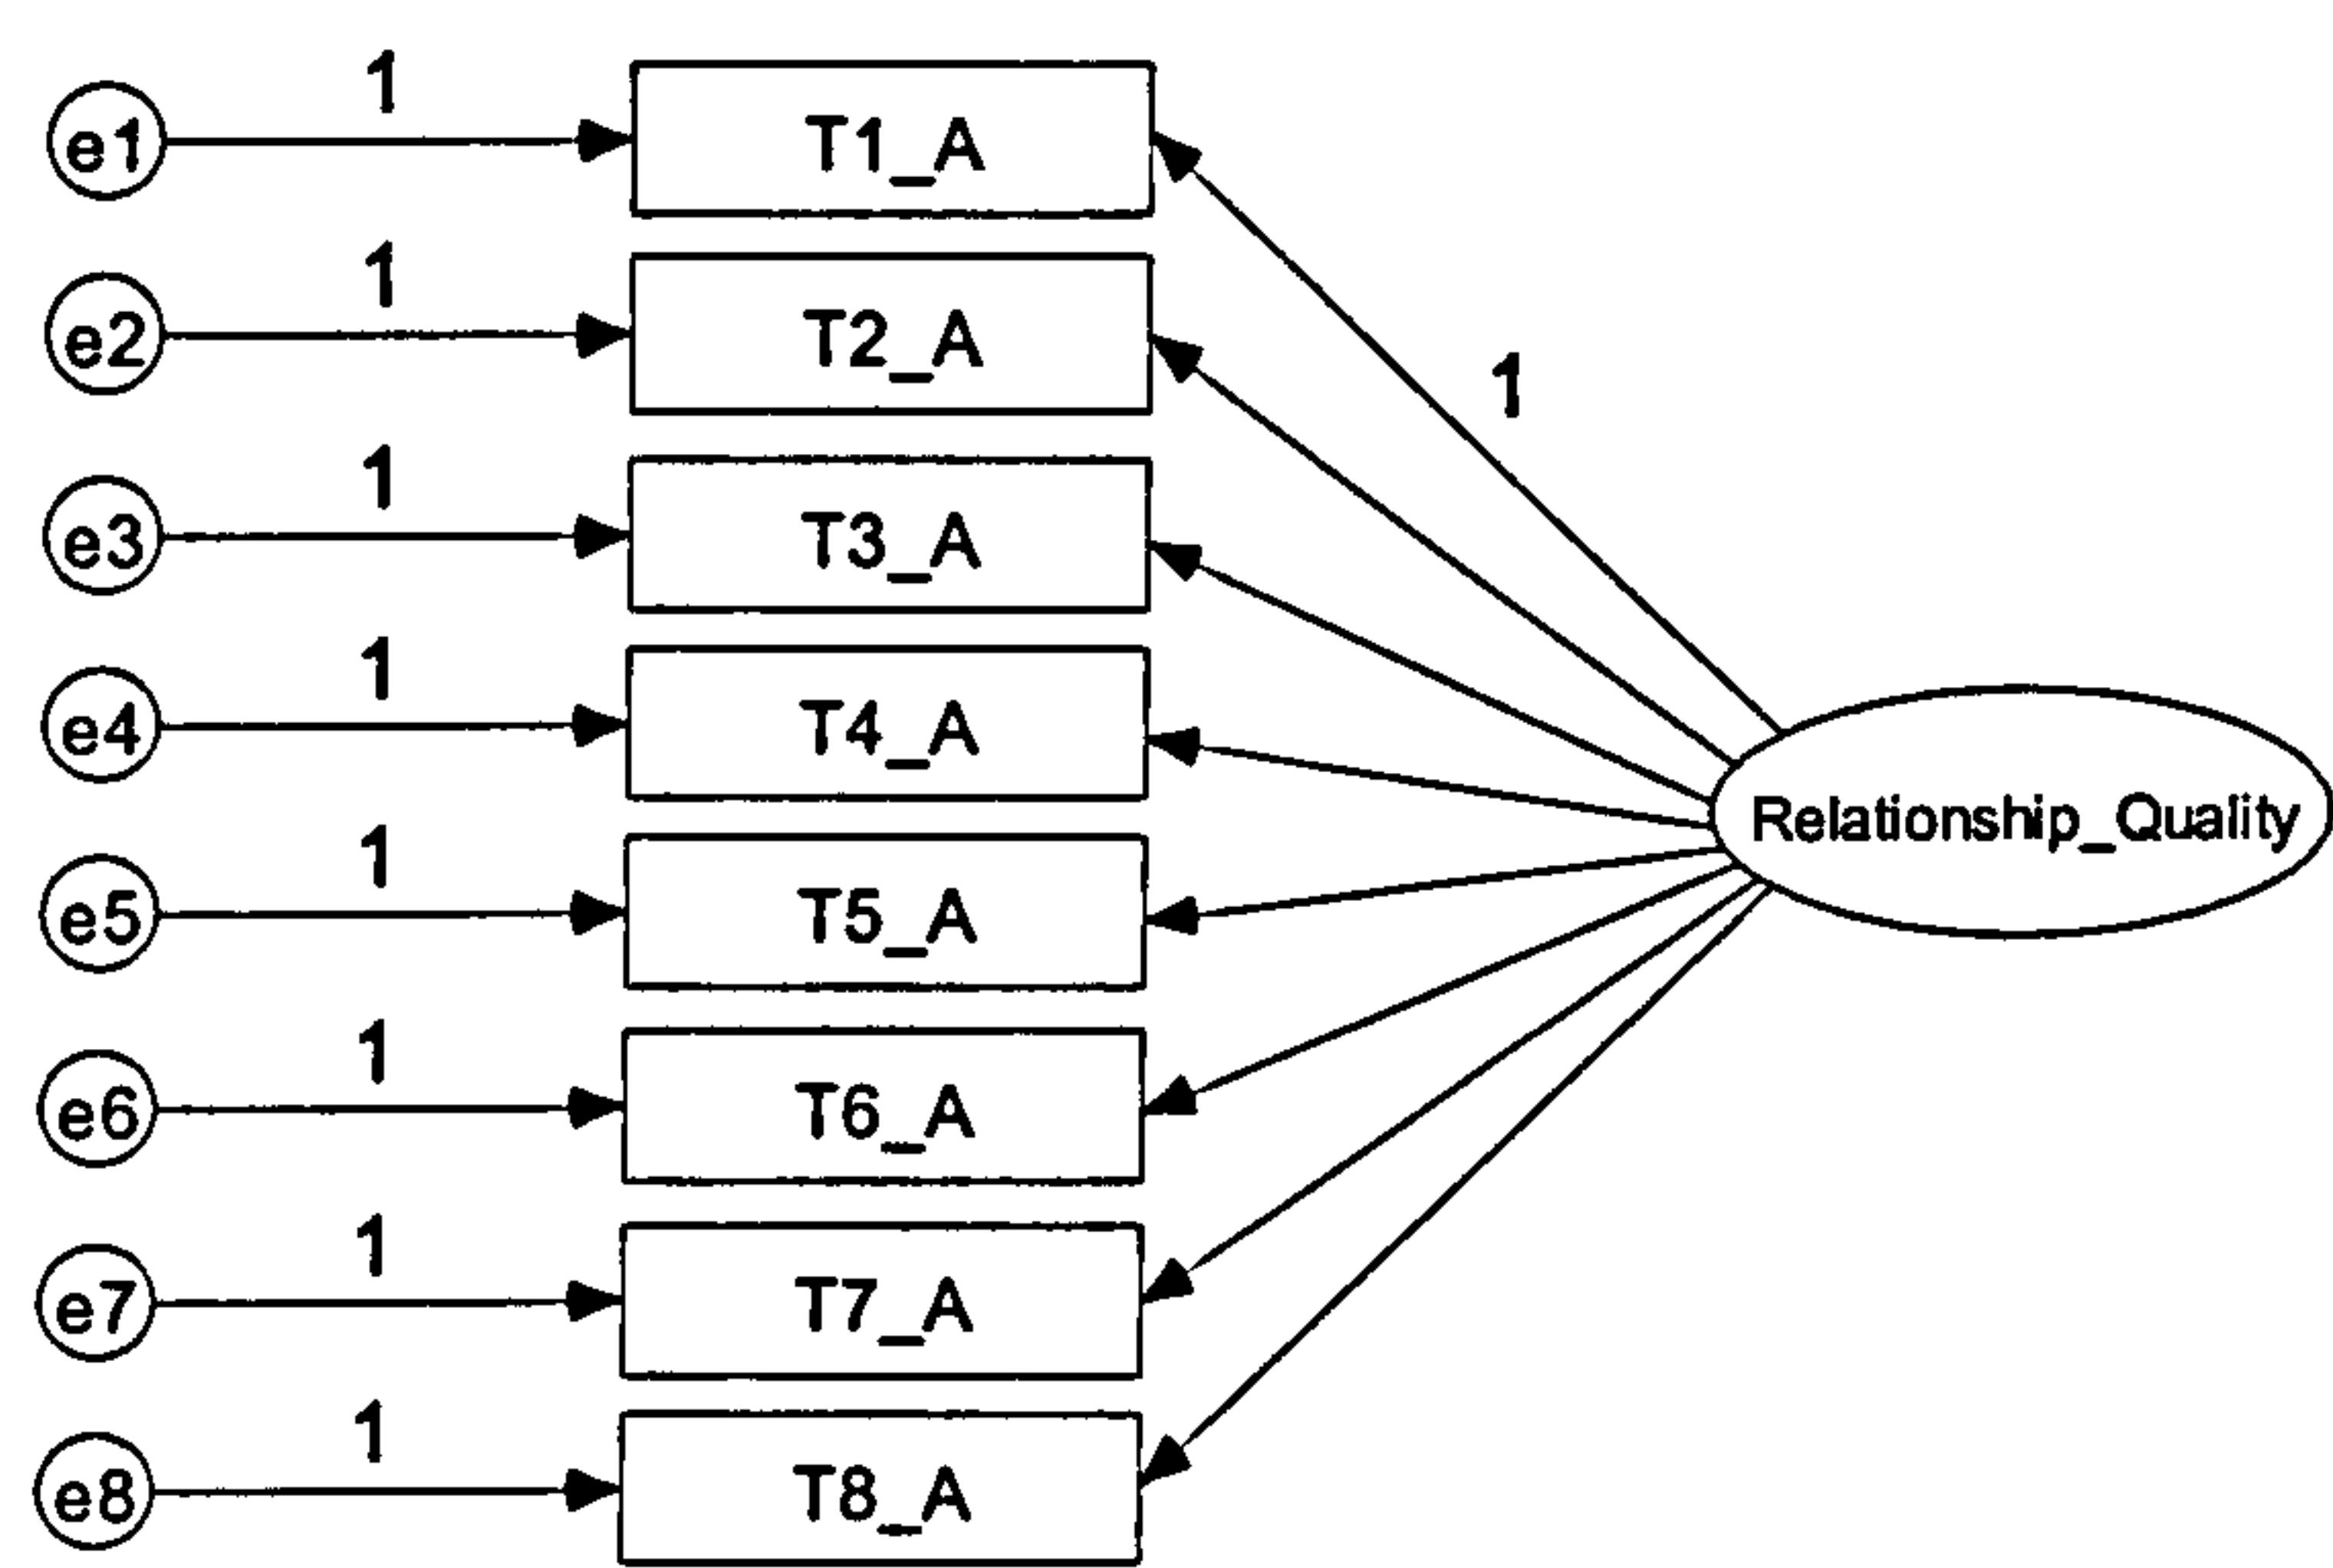 1
e1 T1_A
1
e2 T2_A
1
1
e3 T3_A
1
e4 T4_A
Relationship_Quality
1
e5 T5_A
1
e6 T6_A
1
e7 T7_A
1
e8 T8_A